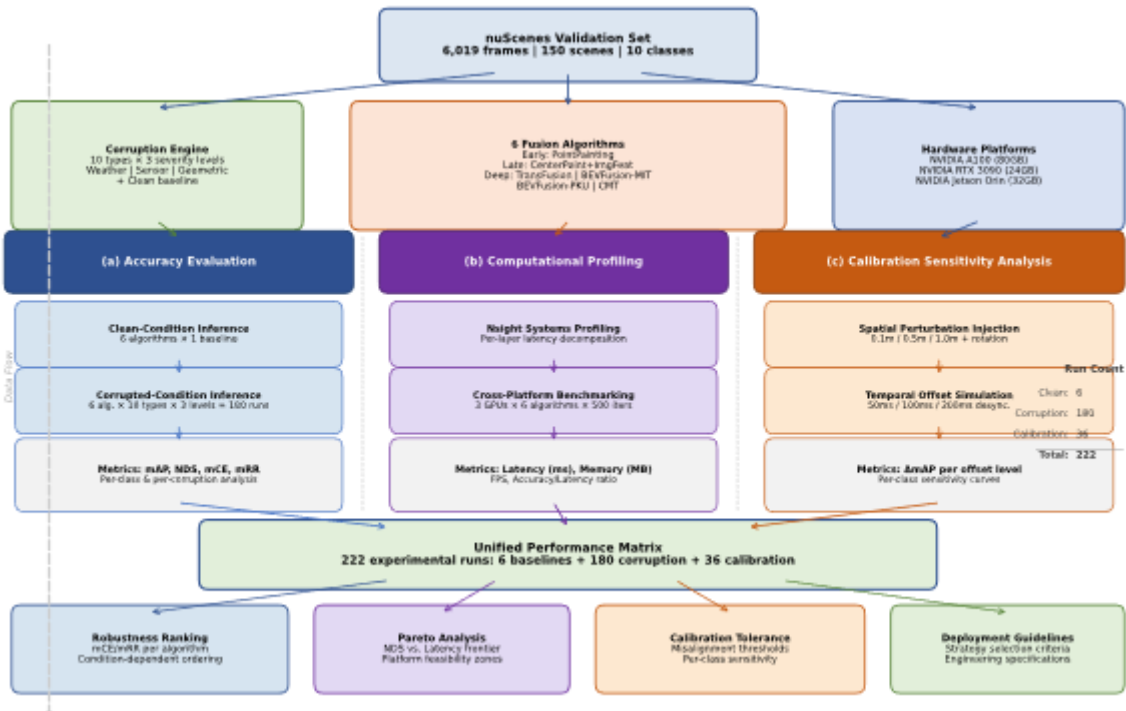 nuScenes Validation Set
6,019 frames | 150 scenes | 10 classes
Corruption Engine
10 types × 3 severity levels
Weather | Sensor | Geometric
+ Clean baseline
6 Fusion Algorithms
Early: PointPainting
Late: CenterPoint+ImgFeat
Deep: TransFusion | BEVFusion-MIT
BEVFusion-PKU | CMT
Hardware Platforms
NVIDIA A100 (80GB)
NVIDIA RTX 3090 (24GB)
NVIDIA Jetson Orin (32GB)
(a) Accuracy Evaluation
(b) Computational Profiling
(c) Calibration Sensitivity Analysis
Clean-Condition Inference
6 algorithms × 1 baseline
Nsight Systems Profiling
Per-layer latency decomposition
Spatial Perturbation Injection
0.1m / 0.5m / 1.0m + rotation
Data Flow
Corrupted-Condition Inference
6 alg. × 10 types × 3 levels = 180 runs
Cross-Platform Benchmarking
3 GPUs × 6 algorithms × 500 iters
Temporal Offset Simulation
50ms / 100ms / 200ms desync.
Run Count
Clean: 6
Corruption: 180
Calibration: 36
Total: 222
Metrics: mAP, NDS, mCE, mRR
Per-class & per-corruption analysis
Metrics: Latency (ms), Memory (MB)
FPS, Accuracy/Latency ratio
Metrics: ΔmAP per offset level
Per-class sensitivity curves
Unified Performance Matrix
222 experimental runs: 6 baselines + 180 corruption + 36 calibration
Robustness Ranking
mCE/mRR per algorithm
Condition-dependent ordering
Pareto Analysis
NDS vs. Latency frontier
Platform feasibility zones
Calibration Tolerance
Misalignment thresholds
Per-class sensitivity
Deployment Guidelines
Strategy selection criteria
Engineering specifications